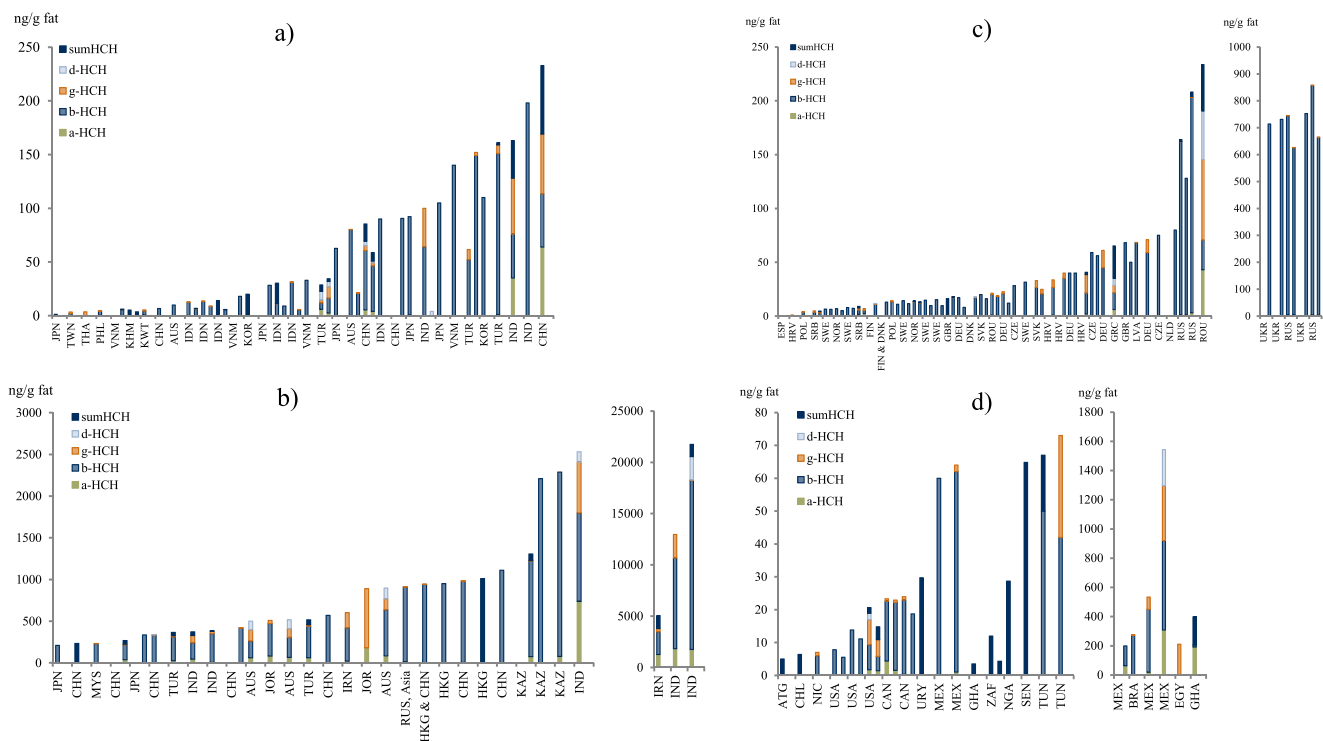 ng/g fat
a)
250
200
150
100
50
0
sumHCH
d-HCH
g-HCH
b-HCH
a-HCH
JPN
TWN
THA
PHL
VNM
KHM
KWT
CHN
AUS
IDN
IDN
IDN
VNM
KOR
JPN
IDN
IDN
VNM
TUR
JPN
AUS
CHN
IDN
CHN
JPN
IND
JPN
VNM
TUR
KOR
TUR
IND
IND
CHN
ng/g fat
c)
250
200
150
100
50
0
sumHCH
d-HCH
g-HCH
b-HCH
a-HCH
ESP
HRV
POL
SRB
SWE
NOR
SWE
SRB
FIN
FIN & DNK
POL
SWE
NOR
SWE
SWE
GBR
DEU
DNK
SVK
ROU
DEU
CZE
SWE
SVK
HRV
HRV
DEU
HRV
CZE
DEU
GRC
GBR
LVA
DEU
CZE
NLD
RUS
RUS
ROU
ng/g fat
1000
900
800
700
600
500
400
300
200
100
0
UKR
UKR
RUS
UKR
RUS
ng/g fat
b)
3000
2500
2000
1500
1000
500
0
sumHCH
d-HCH
g-HCH
b-HCH
a-HCH
JPN
CHN
MYS
CHN
JPN
CHN
TUR
IND
IND
CHN
AUS
JOR
AUS
TUR
CHN
IRN
JOR
AUS
RUS, Asia
HKG & CHN
HKG
CHN
HKG
CHN
KAZ
KAZ
KAZ
IND
25000
20000
15000
10000
5000
0
IRN
IND
IND
ng/g fat
d)
80
70
60
50
40
30
20
10
0
sumHCH
d-HCH
g-HCH
b-HCH
a-HCH
ATG
CHL
NIC
USA
USA
USA
CAN
CAN
URY
MEX
MEX
GHA
ZAF
NGA
SEN
TUN
TUN
ng/g fat
1800
1600
1400
1200
1000
800
600
400
200
0
MEX
BRA
MEX
MEX
EGY
GHA